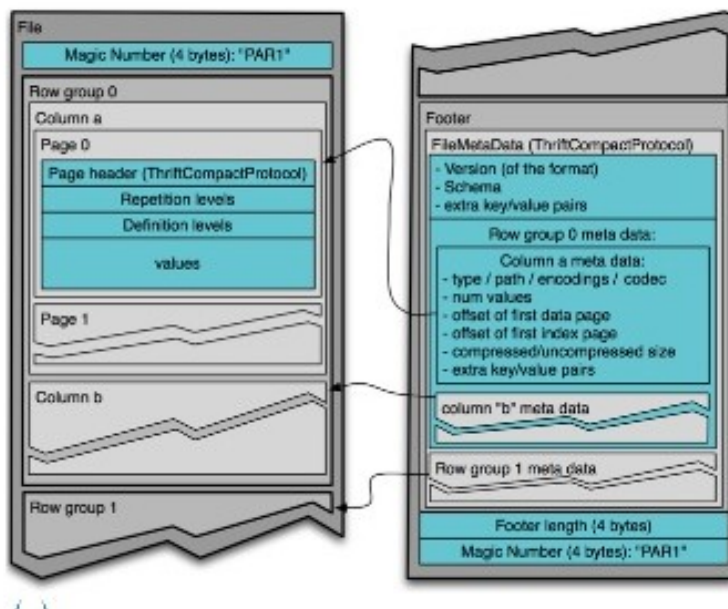 File
Magic Number (4 bytes): "PAR1"
Row group 0
Column a
Page 0
Page header (ThriftCompactProtocol)
Repetition levels
Definition levels
values
Page 1
Column b
Row group 1
Footer
FileMetaData (ThriftCompactProtocol)
- Version (of the format)
- Schema
- extra key/value pairs
Row group 0 meta data:
Column a meta data:
- type / path / encodings / codec
- num values
- offset of first data page
- offset of first index page
- compressed/uncompressed size
- extra key/value pairs
column "b" meta data
Row group 1 meta data
Footer length (4 bytes)
Magic Number (4 bytes): "PAR1"